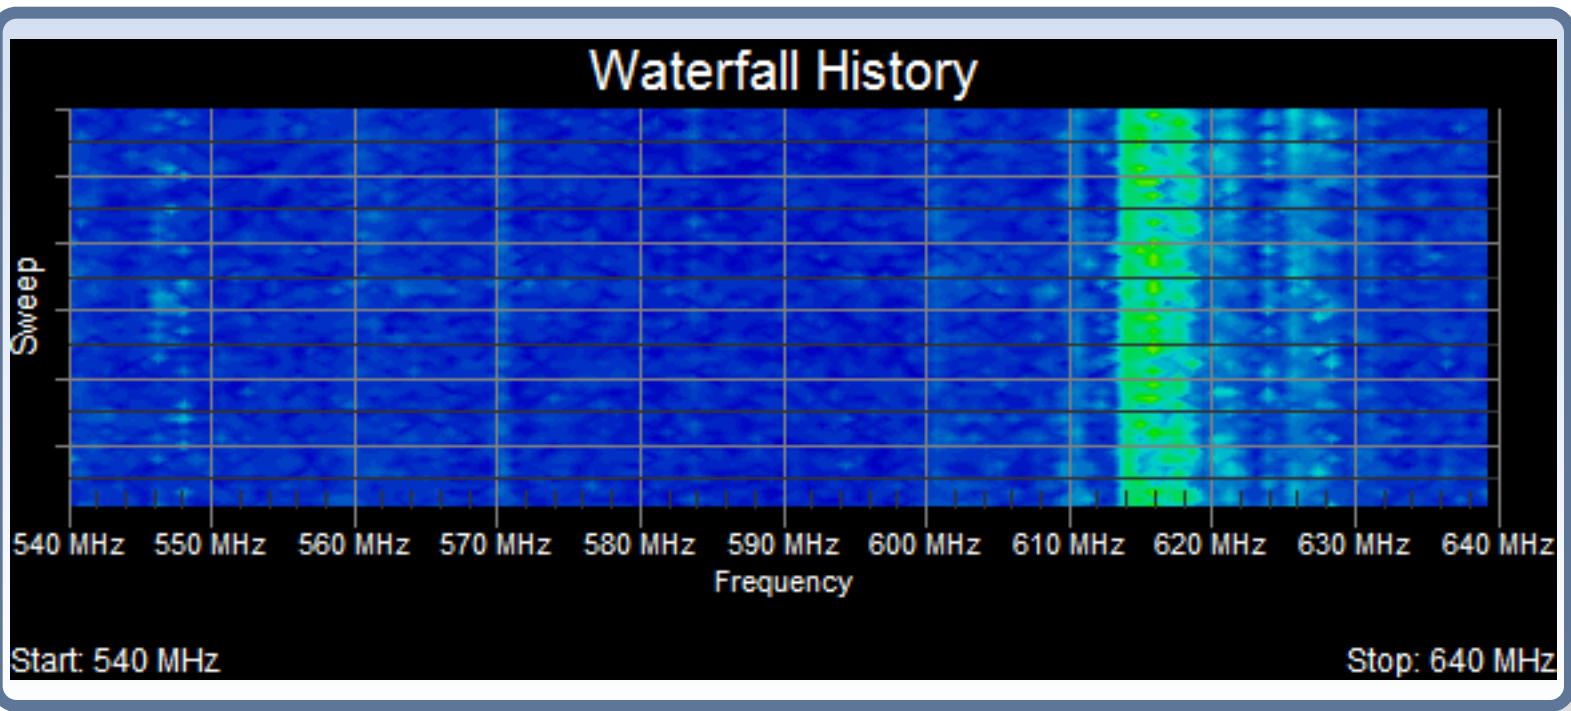 Waterfall History
Sweep
540 MHz 550 MHz 560 MHz 570 MHz 580 MHz 590 MHz 600 MHz 610 MHz 620 MHz 630 MHz 640 MHz
Frequency
Start: 540 MHz
Stop: 640 MHz